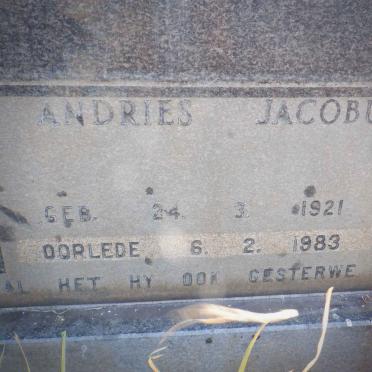 ANDRIES JACOBU
GEB. 24. 3. 1921
OORLEDE 6. 2. 1983
AL HET HY OOK GESTERWE